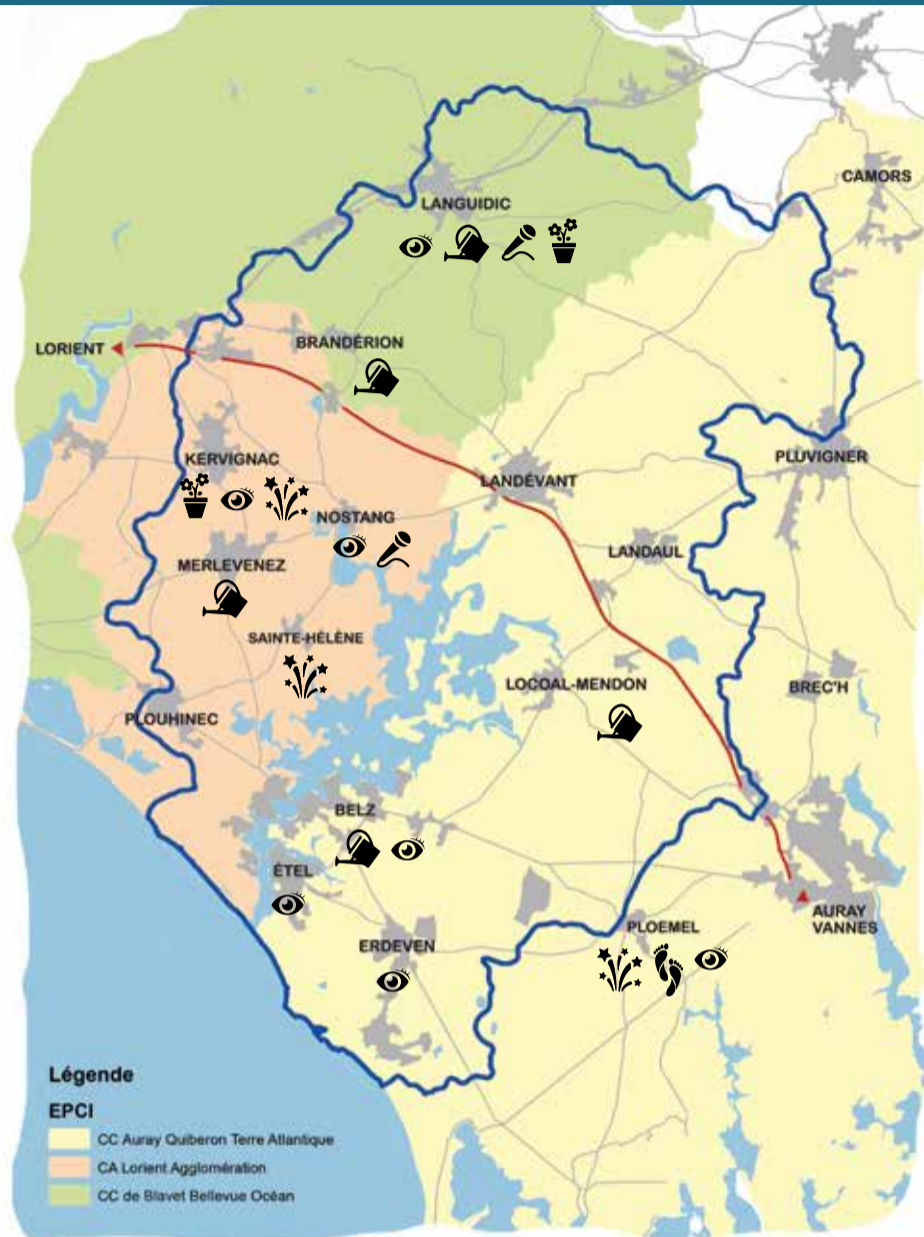 CAMORS
LANGUIDIC
LORIENT
BRANDÉRION
KERVIGNAC
PLUVIGNER
LANDÉVANT
NOSTANG
LANDAUL
MERLEVENEZ
SAINTE-HÉLÈNE
LOCOAL-MENDON
BREC'H
PLOUHINEC
BELZ
ÉTEL
AURAY
VANNES
PLOEMEL
ERDEVEN
Légende
EPCI
CC Auray Quiberon Terre Atlantique
CA Lorient Agglomération
CC de Blavet Bellevue Océan